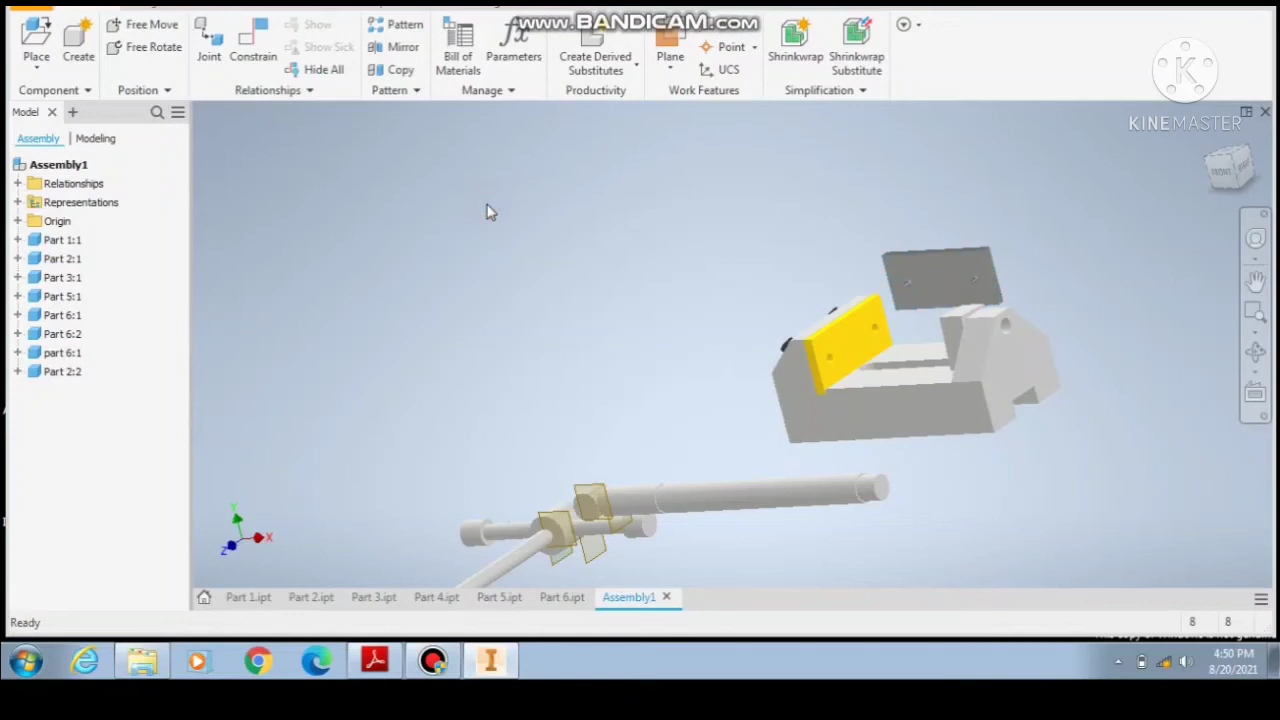 www.BANDICAM.com
Place
Create
Free Move
Free Rotate
Joint
Constrain
Show
Show Sick
Hide All
Pattern
Mirror
Copy
Bill of
Materials
Parameters
Create Derived
Substitutes
Plane
Point
UCS
Shrinkwrap
Shrinkwrap
Substitute
Component
Position
Relationships
Pattern
Manage
Productivity
Work Features
Simplification
K
KINEMASTER
Model
Assembly
Modeling
Assembly1
Relationships
Representations
Origin
Part 1:1
Part 2:1
Part 3:1
Part 5:1
Part 6:1
Part 6:2
part 6:1
Part 2:2
FRONT
Y
X
Z
Part 1.ipt
Part 2.ipt
Part 3.ipt
Part 4.ipt
Part 5.ipt
Part 6.ipt
Assembly1
Ready
8
8
4:50 PM
8/20/2021